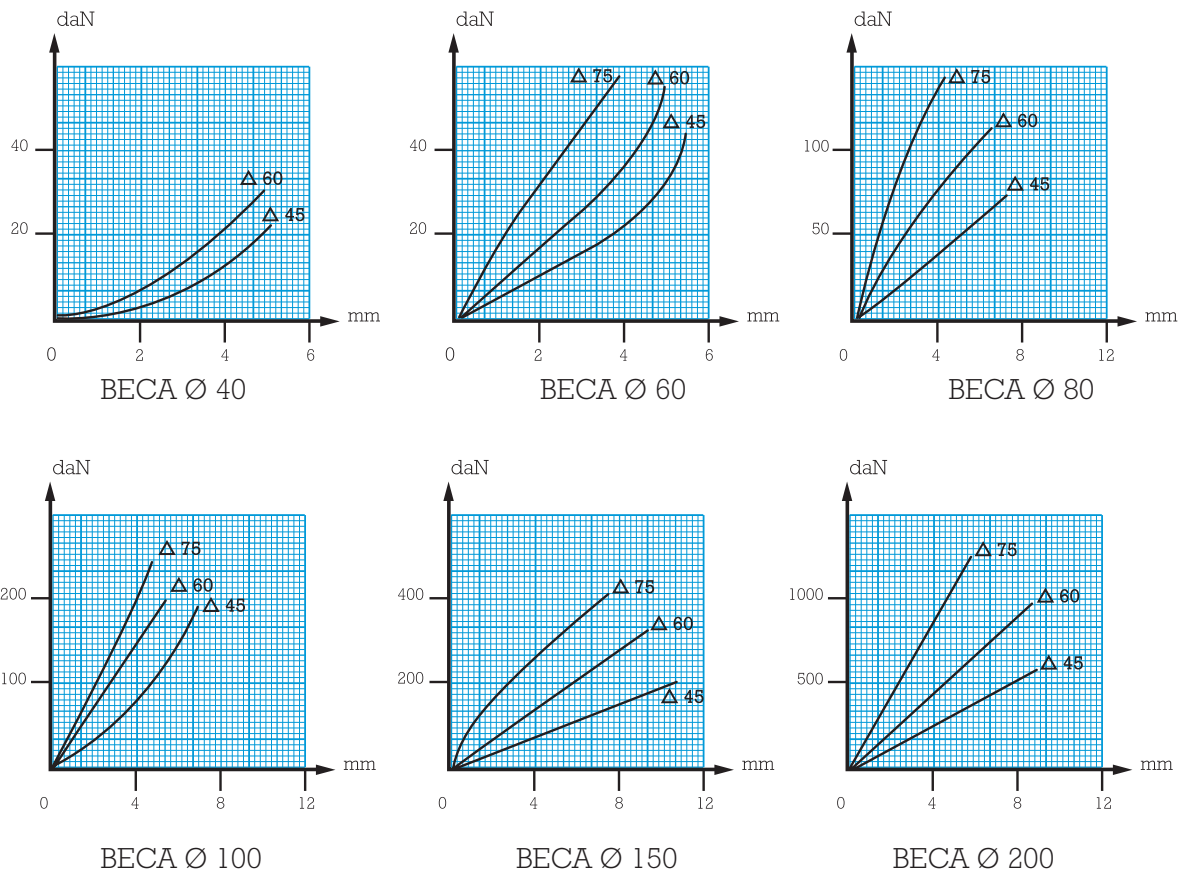 daN
40
20
△ 60
△ 45
mm
0 2 4 6
BECA Ø 40
daN
40
20
△ 75
△ 60
△ 45
mm
0 2 4 6
BECA Ø 60
daN
100
50
△ 75
△ 60
△ 45
mm
0 4 8 12
BECA Ø 80
daN
200
100
△ 75
△ 60
△ 45
mm
0 4 8 12
BECA Ø 100
daN
400
200
△ 75
△ 60
△ 45
mm
0 4 8 12
BECA Ø 150
daN
1000
500
△ 75
△ 60
△ 45
mm
0 4 8 12
BECA Ø 200